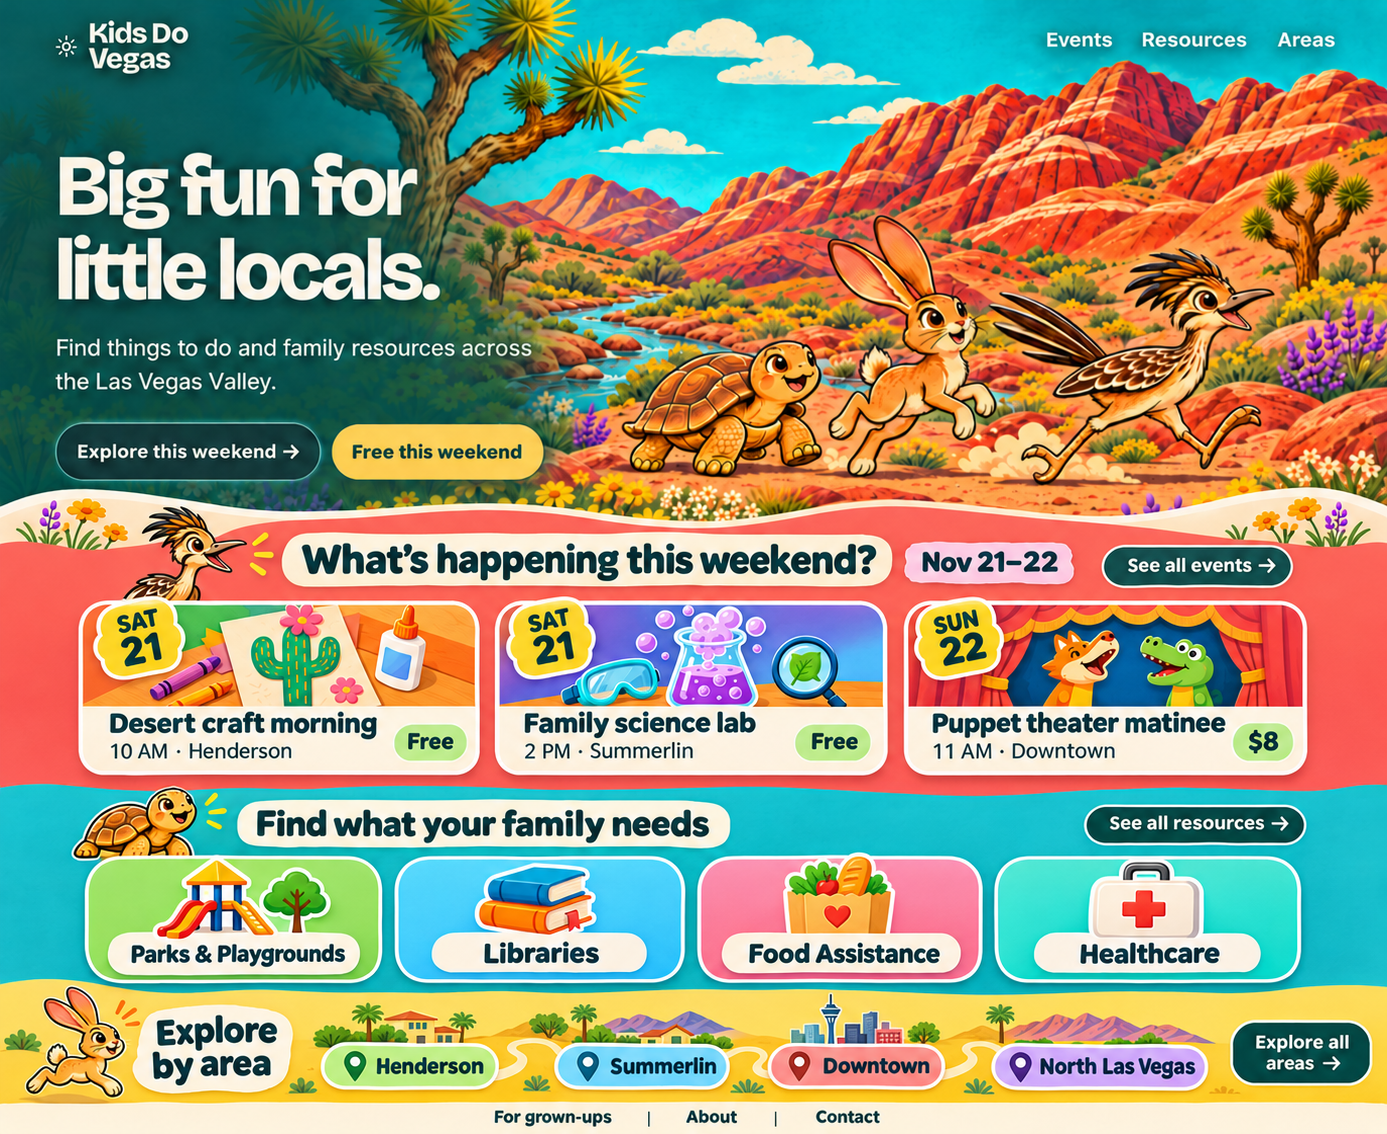 Kids Do
Vegas
Events
Resources
Areas
Big fun for
little locals.
Find things to do and family resources across
the Las Vegas Valley.
Explore this weekend →
Free this weekend
What's happening this weekend?
Nov 21–22
See all events →
SAT
21
Desert craft morning
10 AM · Henderson
Free
SAT
21
Family science lab
2 PM · Summerlin
Free
SUN
22
Puppet theater matinee
11 AM · Downtown
$8
Find what your family needs
See all resources →
Parks & Playgrounds
Libraries
Food Assistance
Healthcare
Explore
by area
Henderson
Summerlin
Downtown
North Las Vegas
Explore all
areas →
For grown-ups | About | Contact